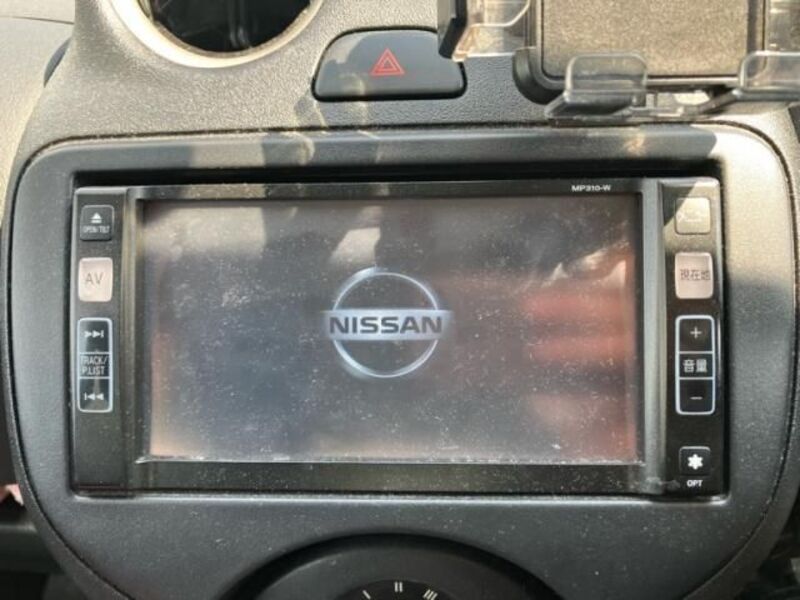 MP310-W
OPEN/TILT
AV
現在地
TRACK/
P.LIST
音量
NISSAN
OPT